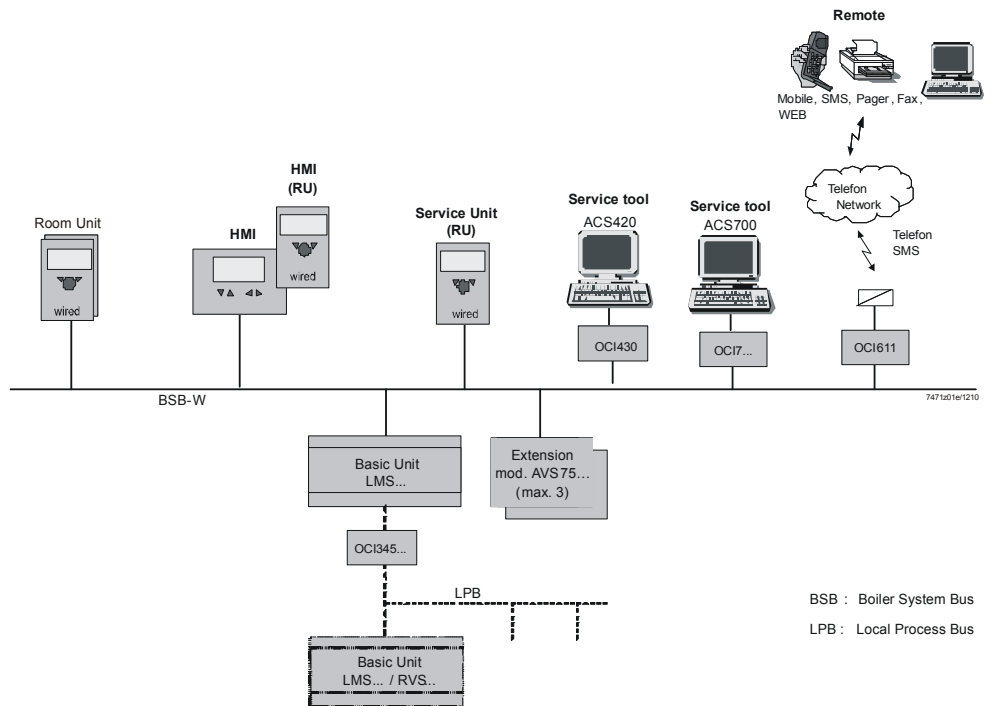 Remote
Mobile, SMS, Pager, Fax,
WEB
Telefon
Network
Telefon
SMS
HMI
(RU)
Room Unit
HMI
Service Unit
(RU)
Service tool
ACS420
Service tool
ACS700
wired
wired
wired
OCI430
OCI7...
OCI611
BSB-W
7471z01e/1210
Basic Unit
LMS...
Extension
mod. AVS75...
(max. 3)
OCI345...
LPB
BSB : Boiler System Bus
LPB : Local Process Bus
Basic Unit
LMS... / RVS...